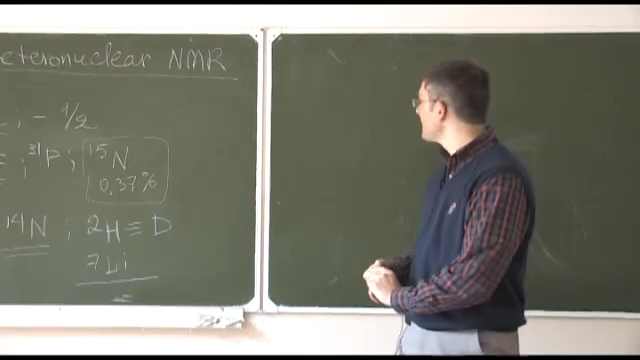 eteronuclear NMR
; - 1/2
; ³¹P ; ¹⁵N
0,37%
¹⁴N ; ²H ≡ D
⁷Li